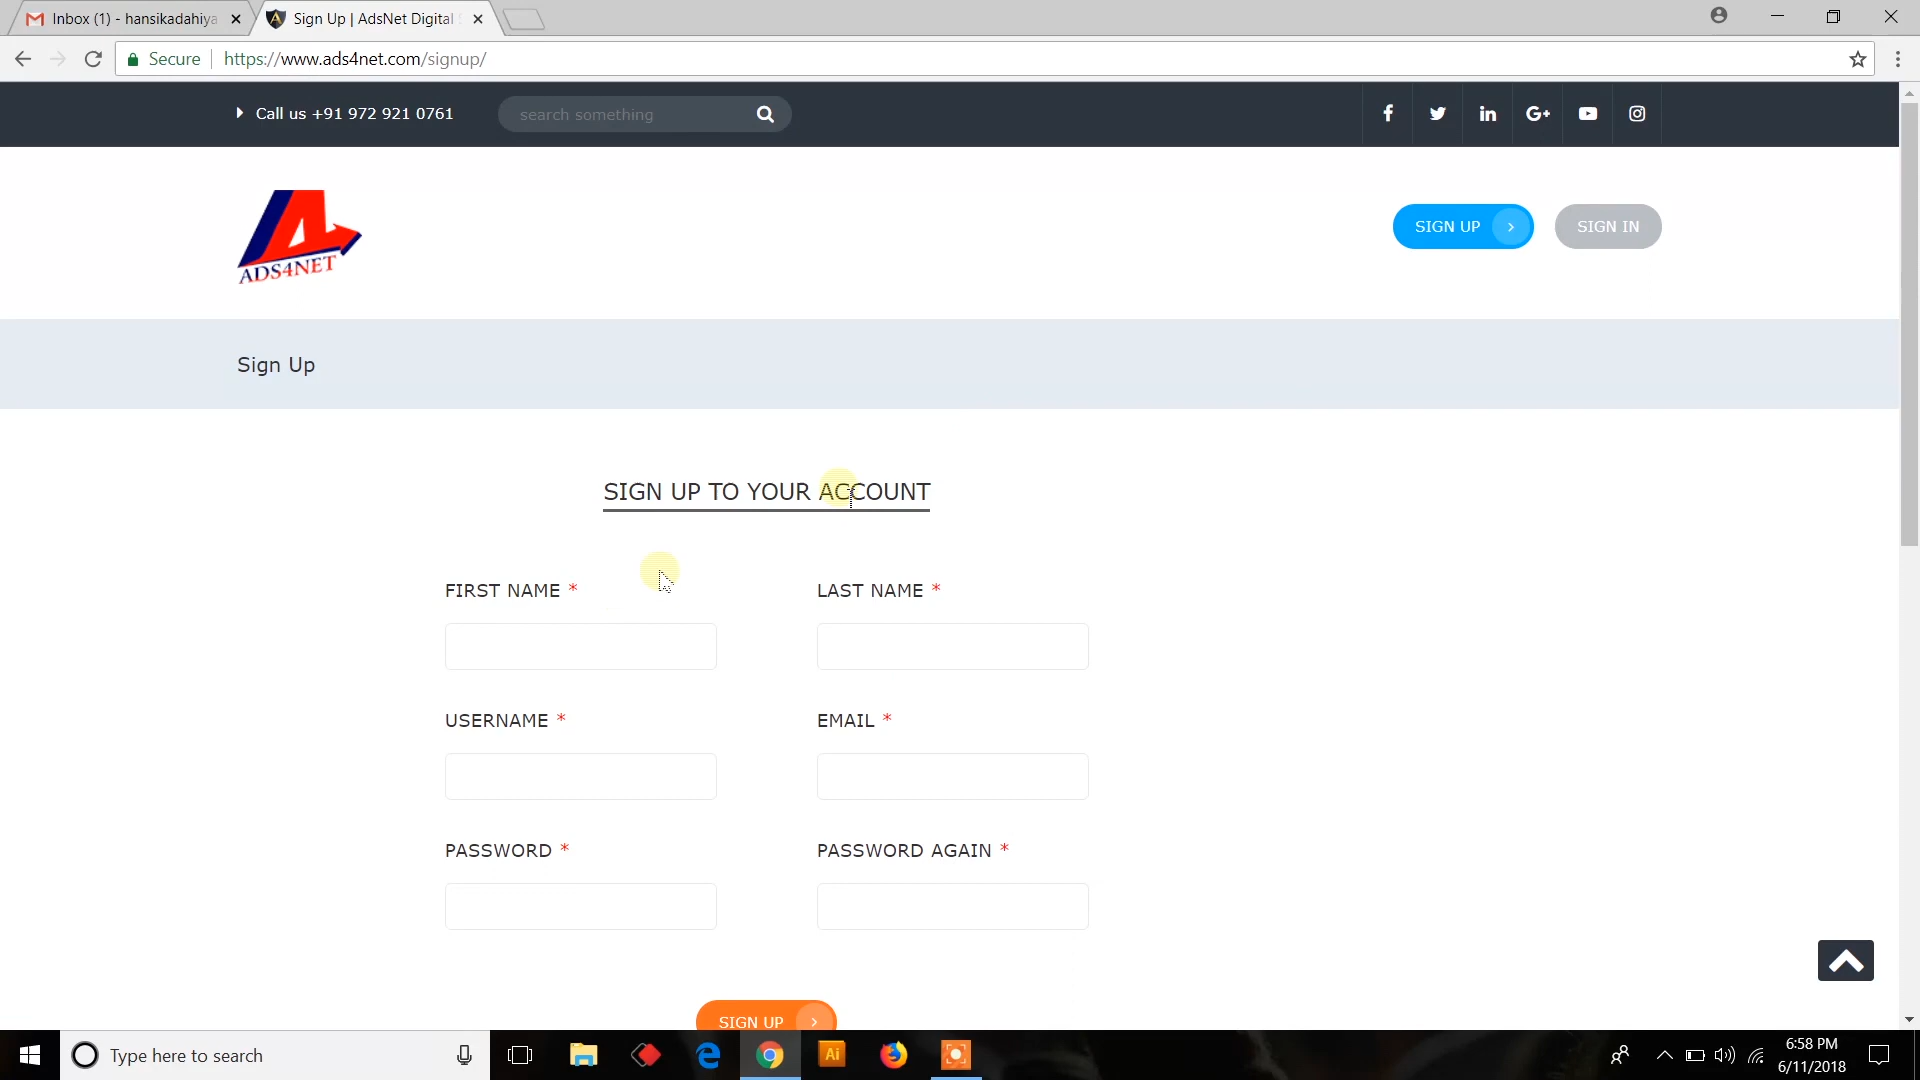 Inbox (1) - hansikadahiya
Sign Up | AdsNet Digital
Secure
https://www.ads4net.com/signup/
Call us +91 972 921 0761
search something
G+
ADS4NET
SIGN UP
SIGN IN
Sign Up
SIGN UP TO YOUR ACCOUNT
FIRST NAME *
LAST NAME *
USERNAME *
EMAIL *
PASSWORD *
PASSWORD AGAIN *
SIGN UP
Type here to search
Ai
6:58 PM
6/11/2018